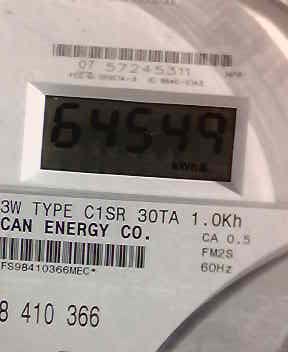 07 57245311
64549
kWh
3W TYPE C1SR 30TA 1.0Kh
CAN ENERGY CO.
CA 0.5
FM2S
60Hz
*FS98410366MEC*
8 410 366